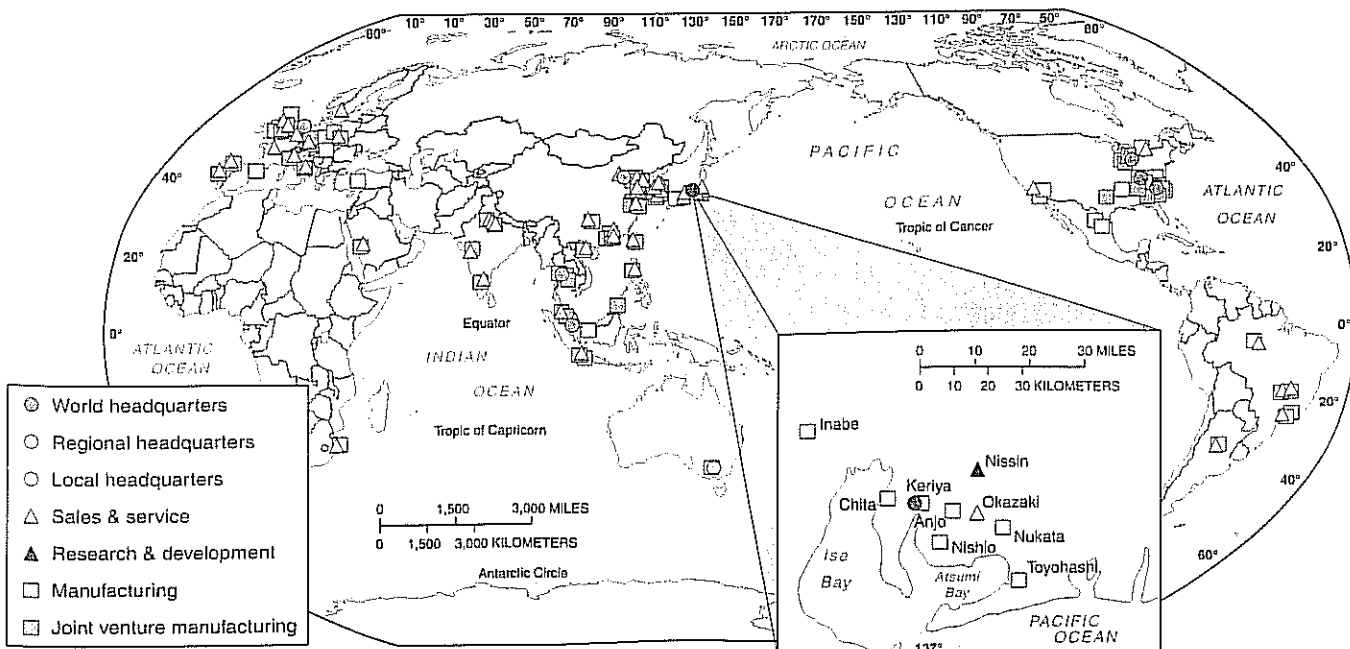 10° 10° 30° 50° 70° 90° 110° 130° 150° 170° 170° 150° 130° 110° 90° 70° 50°
80° 80°
ARCTIC OCEAN
PACIFIC
OCEAN
40° 40°
ATLANTIC
OCEAN
Tropic of Cancer
20° 20°
Equator
0° 0°
ATLANTIC
OCEAN
INDIAN
OCEAN
Tropic of Capricorn
20°
40°
60°
0 1,500 3,000 MILES
0 1,500 3,000 KILOMETERS
Antarctic Circle
World headquarters
Regional headquarters
Local headquarters
Sales & service
Research & development
Manufacturing
Joint venture manufacturing
0 10 20 30 MILES
0 10 20 30 KILOMETERS
Inabe
Nissin
Keriya
Chita
Okazaki
Anjo
Nukata
Nishio
Ise
Bay
Atsumi
Bay
Toyohashi
PACIFIC
OCEAN
137°